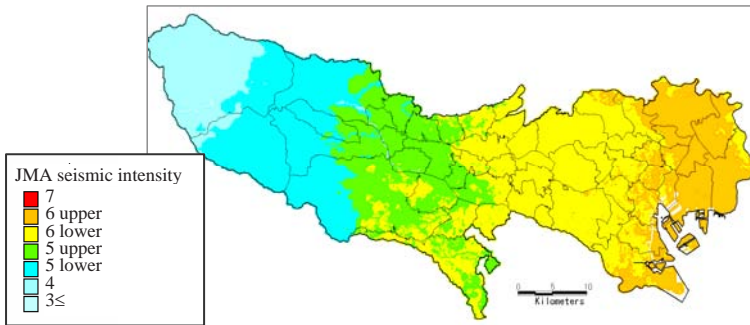 JMA seismic intensity
7
6 upper
6 lower
5 upper
5 lower
4
3≤
0 5 10
Kilometers